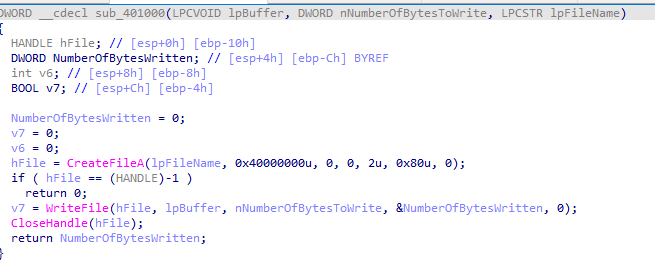 DWORD __cdecl sub_401000(LPCVOID lpBuffer, DWORD nNumberOfBytesToWrite, LPCSTR lpFileName)
{
HANDLE hFile; // [esp+0h] [ebp-10h]
DWORD NumberOfBytesWritten; // [esp+4h] [ebp-Ch] BYREF
int v6; // [esp+8h] [ebp-8h]
BOOL v7; // [esp+Ch] [ebp-4h]
NumberOfBytesWritten = 0;
v7 = 0;
v6 = 0;
hFile = CreateFileA(lpFileName, 0x40000000u, 0, 0, 2u, 0x80u, 0);
if ( hFile == (HANDLE)-1 )
return 0;
v7 = WriteFile(hFile, lpBuffer, nNumberOfBytesToWrite, &NumberOfBytesWritten, 0);
CloseHandle(hFile);
return NumberOfBytesWritten;
}